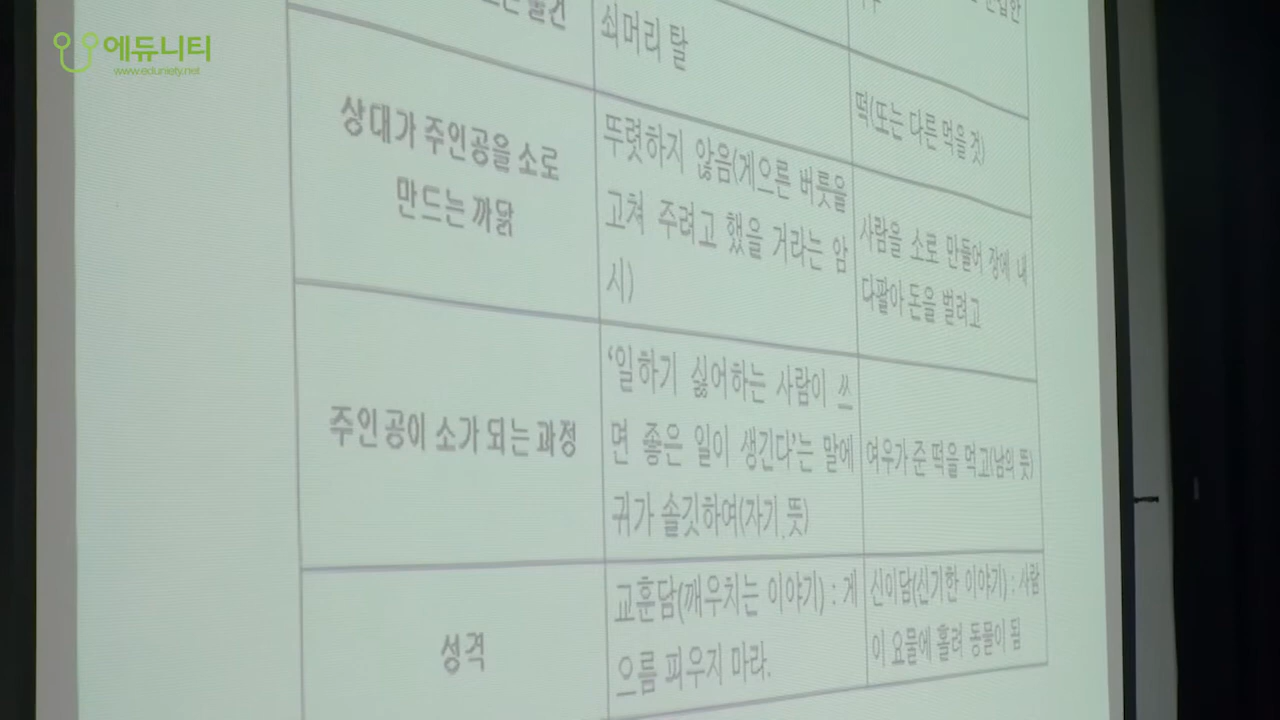 에듀니티
www.eduniety.net
물건
쇠머리 탈
떡(또는 다른 먹을 것)
상대가 주인공을 소로
만드는 까닭
뚜렷하지 않음(게으른 버릇을
고쳐 주려고 했을 거라는 암
시)
사람을 소로 만들어 장에 내
다팔아 돈을 벌려고
주인공이 소가 되는 과정
‘일하기 싫어하는 사람이 쓰
면 좋은 일이 생긴다’는 말에
귀가 솔깃하여(자기 뜻)
여우가 준 떡을 먹고(남의 뜻)
성격
교훈담(깨우치는 이야기) : 게
으름 피우지 마라.
신이담(신기한 이야기) : 사람
이 요물에 홀려 동물이 됨